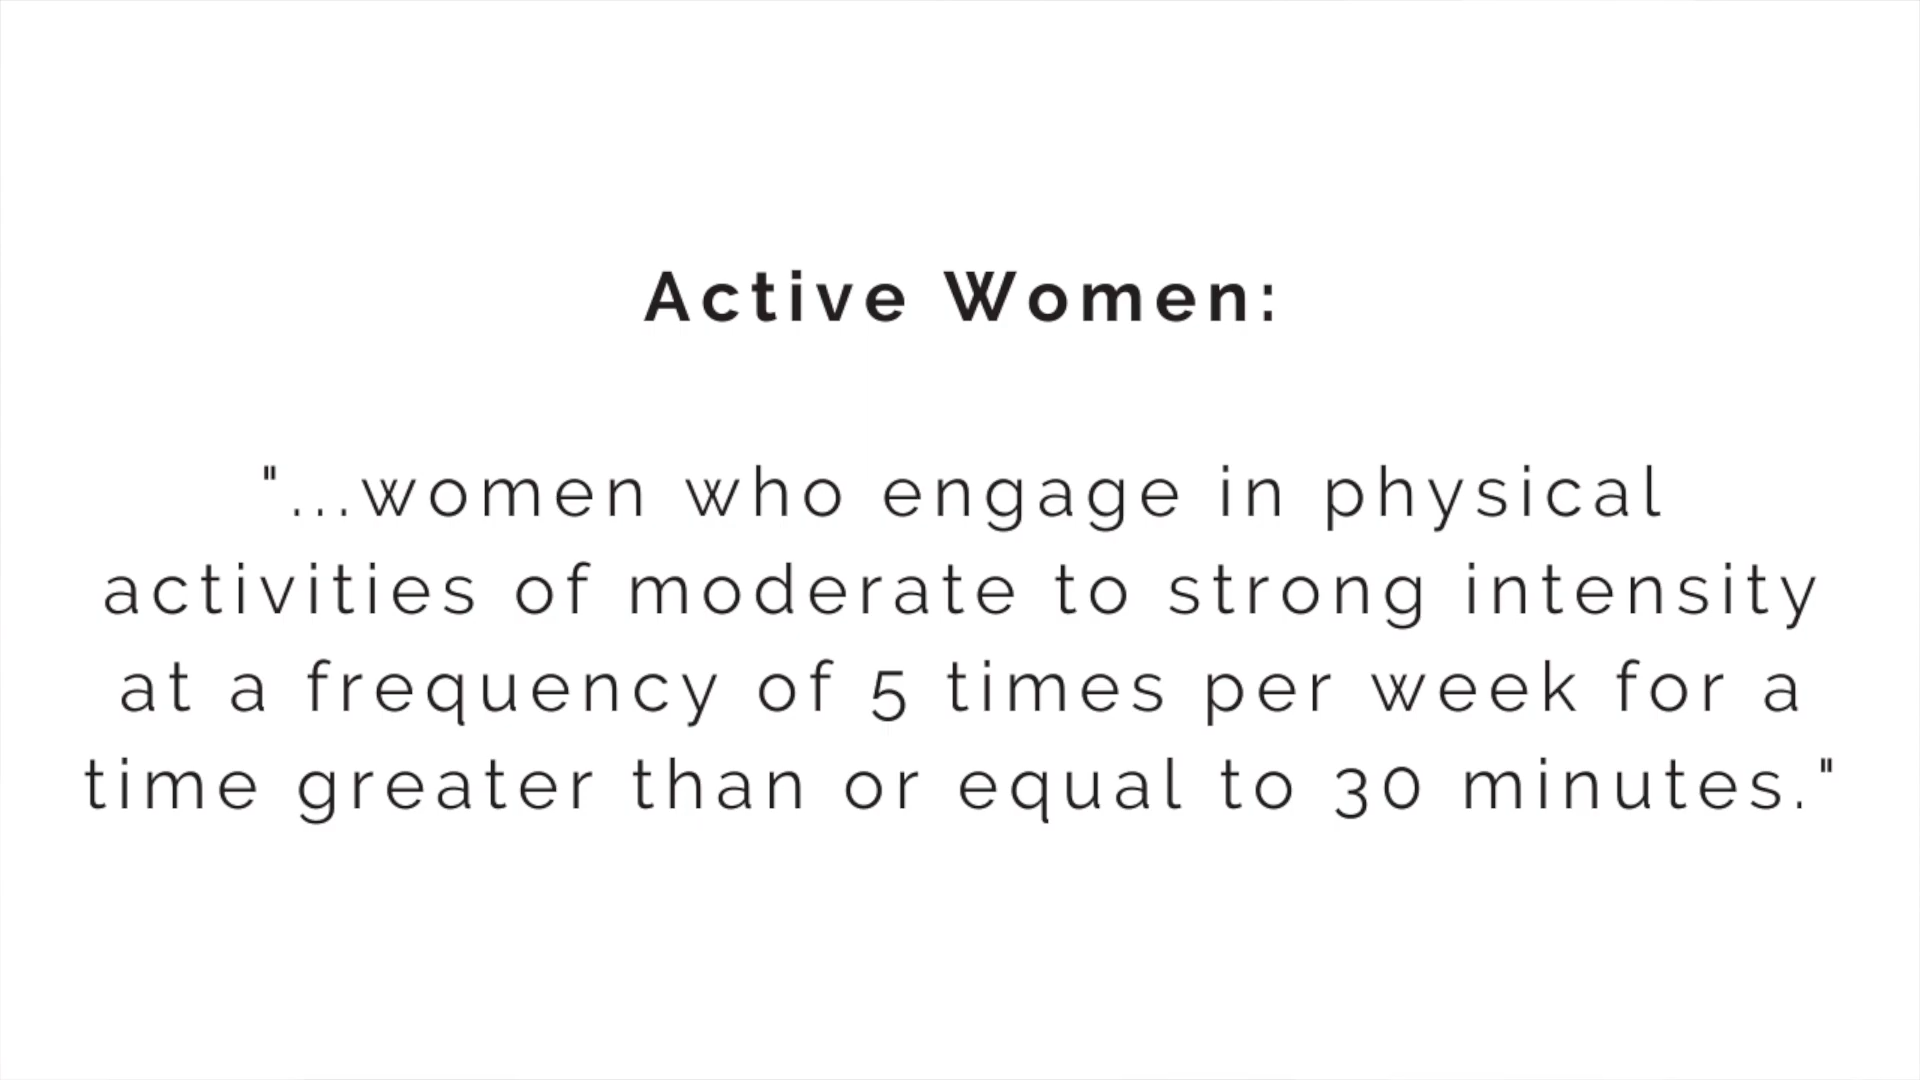 Active Women:
"...women who engage in physical
activities of moderate to strong intensity
at a frequency of 5 times per week for a
time greater than or equal to 30 minutes."